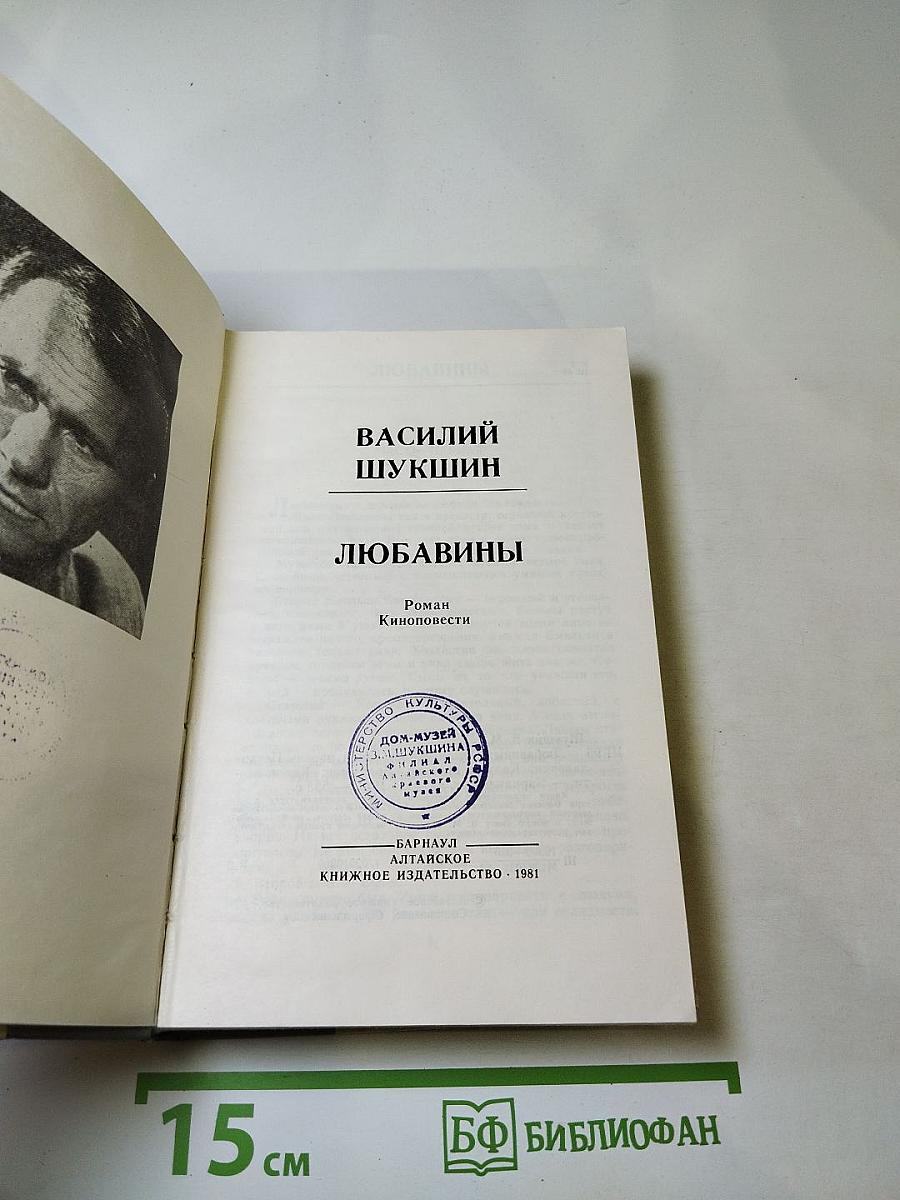 ВАСИЛИЙ
ШУКШИН
ЛЮБАВИНЫ
Роман
Киноповести
МИНИСТЕРСТВО КУЛЬТУРЫ РСФСР
ДОМ-МУЗЕЙ
В.М.ШУКШИНА
ФИЛИАЛ
Алтайского
краевого
музея
БАРНАУЛ
АЛТАЙСКОЕ
КНИЖНОЕ ИЗДАТЕЛЬСТВО · 1981
15 см
БФ БИБЛИОФАН